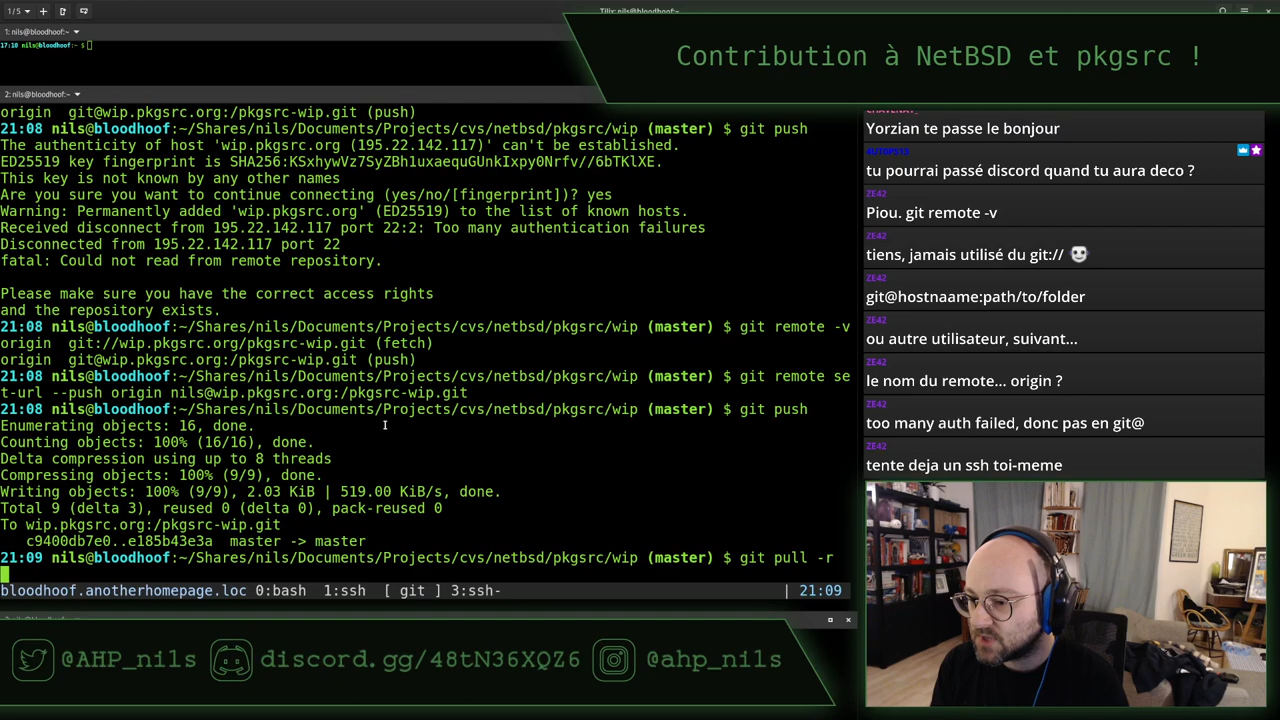 1/5
Tilix: nils@bloodhoof:~
1: nils@bloodhoof:~
17:10 nils@bloodhoof:~ $
Contribution à NetBSD et pkgsrc !
2: nils@bloodhoof:~
origin  git@wip.pkgsrc.org:/pkgsrc-wip.git (push)
21:08 nils@bloodhoof:~/Shares/nils/Documents/Projects/cvs/netbsd/pkgsrc/wip (master) $ git push
The authenticity of host 'wip.pkgsrc.org (195.22.142.117)' can't be established.
ED25519 key fingerprint is SHA256:KSxhywVz7SyZBh1uxaequGUnkIxpy0Nrfv//6bTKlXE.
This key is not known by any other names
Are you sure you want to continue connecting (yes/no/[fingerprint])? yes
Warning: Permanently added 'wip.pkgsrc.org' (ED25519) to the list of known hosts.
Received disconnect from 195.22.142.117 port 22:2: Too many authentication failures
Disconnected from 195.22.142.117 port 22
fatal: Could not read from remote repository.
Please make sure you have the correct access rights
and the repository exists.
21:08 nils@bloodhoof:~/Shares/nils/Documents/Projects/cvs/netbsd/pkgsrc/wip (master) $ git remote -v
origin  git://wip.pkgsrc.org/pkgsrc-wip.git (fetch)
origin  git@wip.pkgsrc.org:/pkgsrc-wip.git (push)
21:08 nils@bloodhoof:~/Shares/nils/Documents/Projects/cvs/netbsd/pkgsrc/wip (master) $ git remote se
t-url --push origin nils@wip.pkgsrc.org:/pkgsrc-wip.git
21:08 nils@bloodhoof:~/Shares/nils/Documents/Projects/cvs/netbsd/pkgsrc/wip (master) $ git push
Enumerating objects: 16, done.
Counting objects: 100% (16/16), done.
Delta compression using up to 8 threads
Compressing objects: 100% (9/9), done.
Writing objects: 100% (9/9), 2.03 KiB | 519.00 KiB/s, done.
Total 9 (delta 3), reused 0 (delta 0), pack-reused 0
To wip.pkgsrc.org:/pkgsrc-wip.git
c9400db7e0..e185b43e3a  master -> master
21:09 nils@bloodhoof:~/Shares/nils/Documents/Projects/cvs/netbsd/pkgsrc/wip (master) $ git pull -r
bloodhoof.anotherhomepage.loc 0:bash  1:ssh  [ git ] 3:ssh-
| 21:09
Yorzian te passe le bonjour
tu pourrai passé discord quand tu aura deco ?
ZE42
Piou. git remote -v
ZE42
tiens, jamais utilisé du git://
ZE42
git@hostnaame:path/to/folder
ZE42
ou autre utilisateur, suivant...
ZE42
le nom du remote... origin ?
ZE42
too many auth failed, donc pas en git@
ZE42
tente deja un ssh toi-meme
@AHP_nils
discord.gg/48tN36XQZ6
@ahp_nils